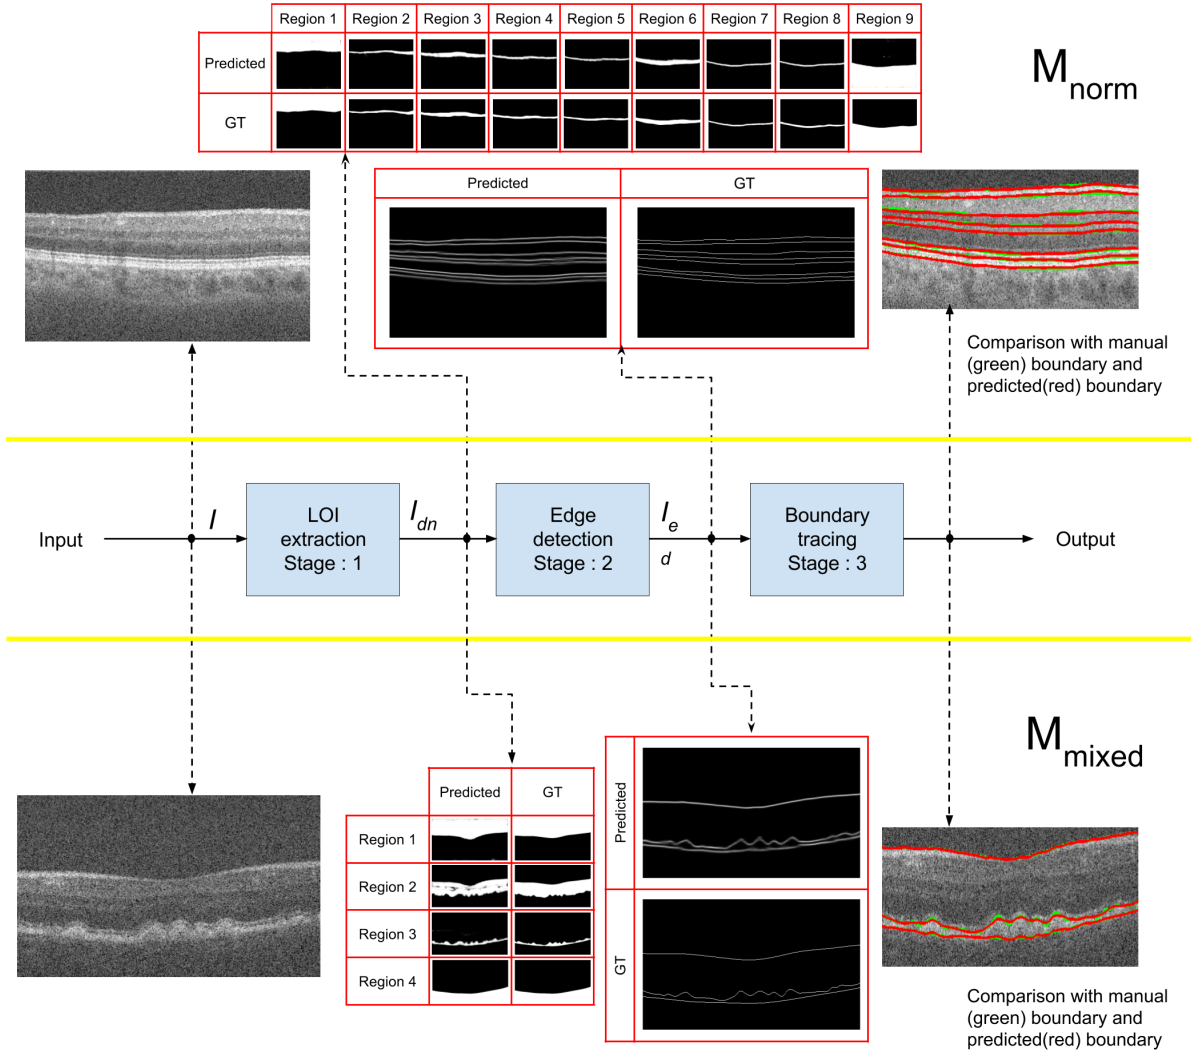 Region 1 Region 2 Region 3 Region 4 Region 5 Region 6 Region 7 Region 8 Region 9
Predicted
GT
M norm
Predicted GT
Comparison with manual
(green) boundary and
predicted(red) boundary
Input
I
LOI
extraction
Stage : 1
I dn
Edge
detection
Stage : 2
I e
d
Boundary
tracing
Stage : 3
Output
M mixed
Predicted GT
Region 1
Region 2
Region 3
Region 4
Predicted
GT
Comparison with manual
(green) boundary and
predicted(red) boundary